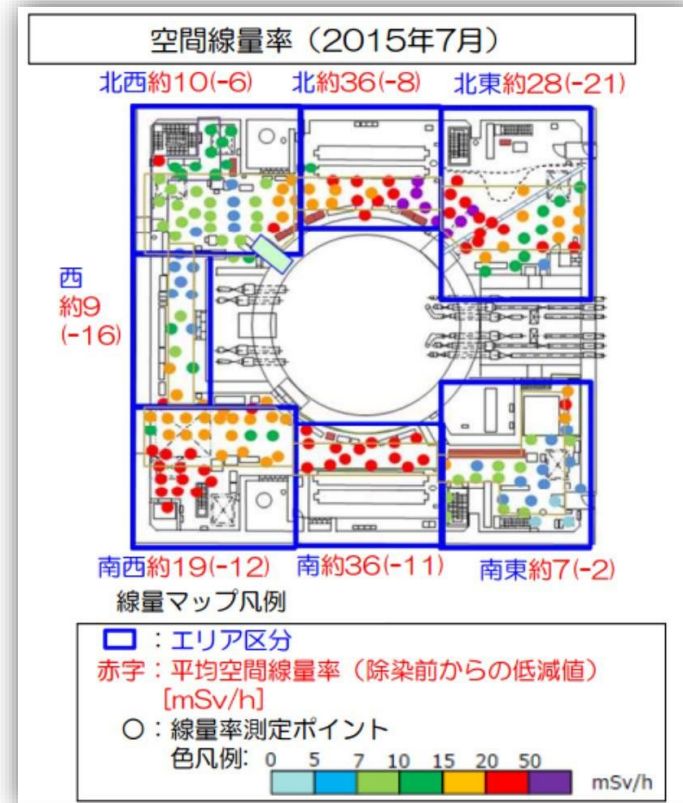 空間線量率（2015年7月）
北西約10(-6)
北約36(-8)
北東約28(-21)
西
約9
(-16)
南西約19(-12)
南約36(-11)
南東約7(-2)
線量マップ凡例
：エリア区分
赤字：平均空間線量率（除染前からの低減値）
[mSv/h]
○：線量率測定ポイント
色凡例: 0 5 7 10 15 20 50
mSv/h